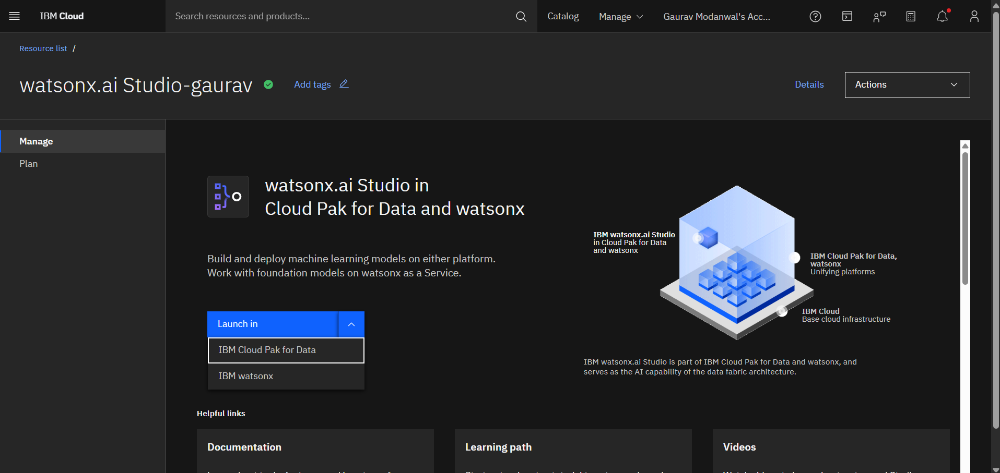 IBM Cloud
Search resources and products...
Catalog
Manage
Gaurav Modanwal's Acc...
Resource list /
watsonx.ai Studio-gaurav
Add tags
Details
Actions
Manage
Plan
watsonx.ai Studio in
Cloud Pak for Data and watsonx
Build and deploy machine learning models on either platform.
Work with foundation models on watsonx as a Service.
Launch in
IBM Cloud Pak for Data
IBM watsonx
IBM watsonx.ai Studio
in Cloud Pak for Data
and watsonx
IBM Cloud Pak for Data,
watsonx
Unifying platforms
IBM Cloud
Base cloud infrastructure
IBM watsonx.ai Studio is part of IBM Cloud Pak for Data and watsonx, and
serves as the AI capability of the data fabric architecture.
Helpful links
Documentation
Learning path
Videos